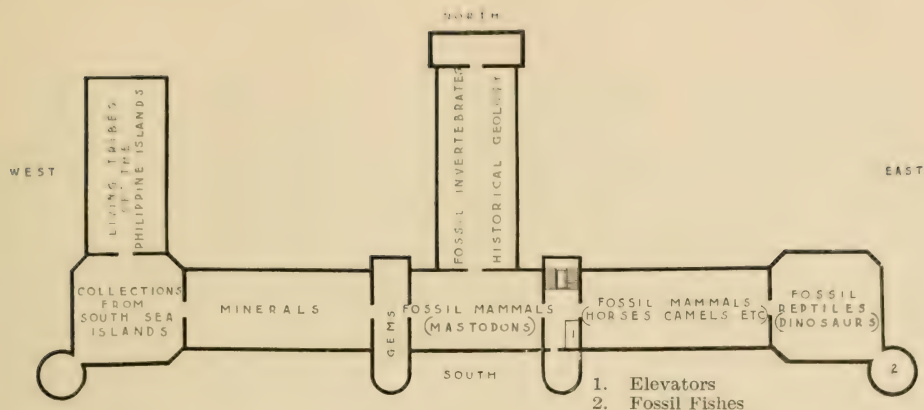 NORTH
LIVING TRIBES
OF THE
PHILIPPINE ISLANDS
FOSSIL INVERTEBRATES
HISTORICAL GEOLOGY
WEST
EAST
COLLECTIONS
FROM
SOUTH SEA
ISLANDS
MINERALS
GEMS
FOSSIL MAMMALS
(MASTODONS)
1
FOSSIL MAMMALS
(HORSES CAMELS ETC)
FOSSIL
REPTILES
(DINOSAURS)
2
SOUTH
1. Elevators
2. Fossil Fishes